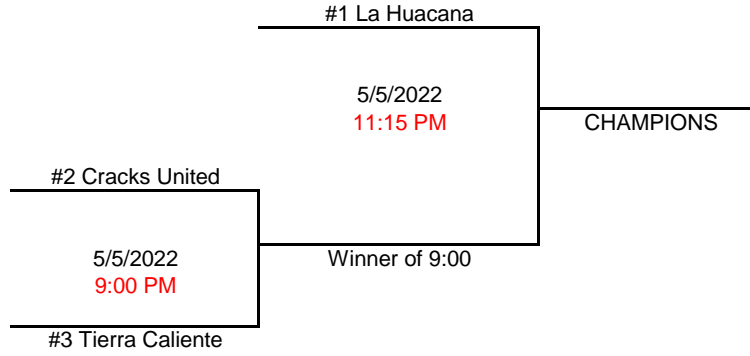 #1 La Huacana
5/5/2022
11:15 PM
CHAMPIONS
#2 Cracks United
5/5/2022
9:00 PM
Winner of 9:00
#3 Tierra Caliente